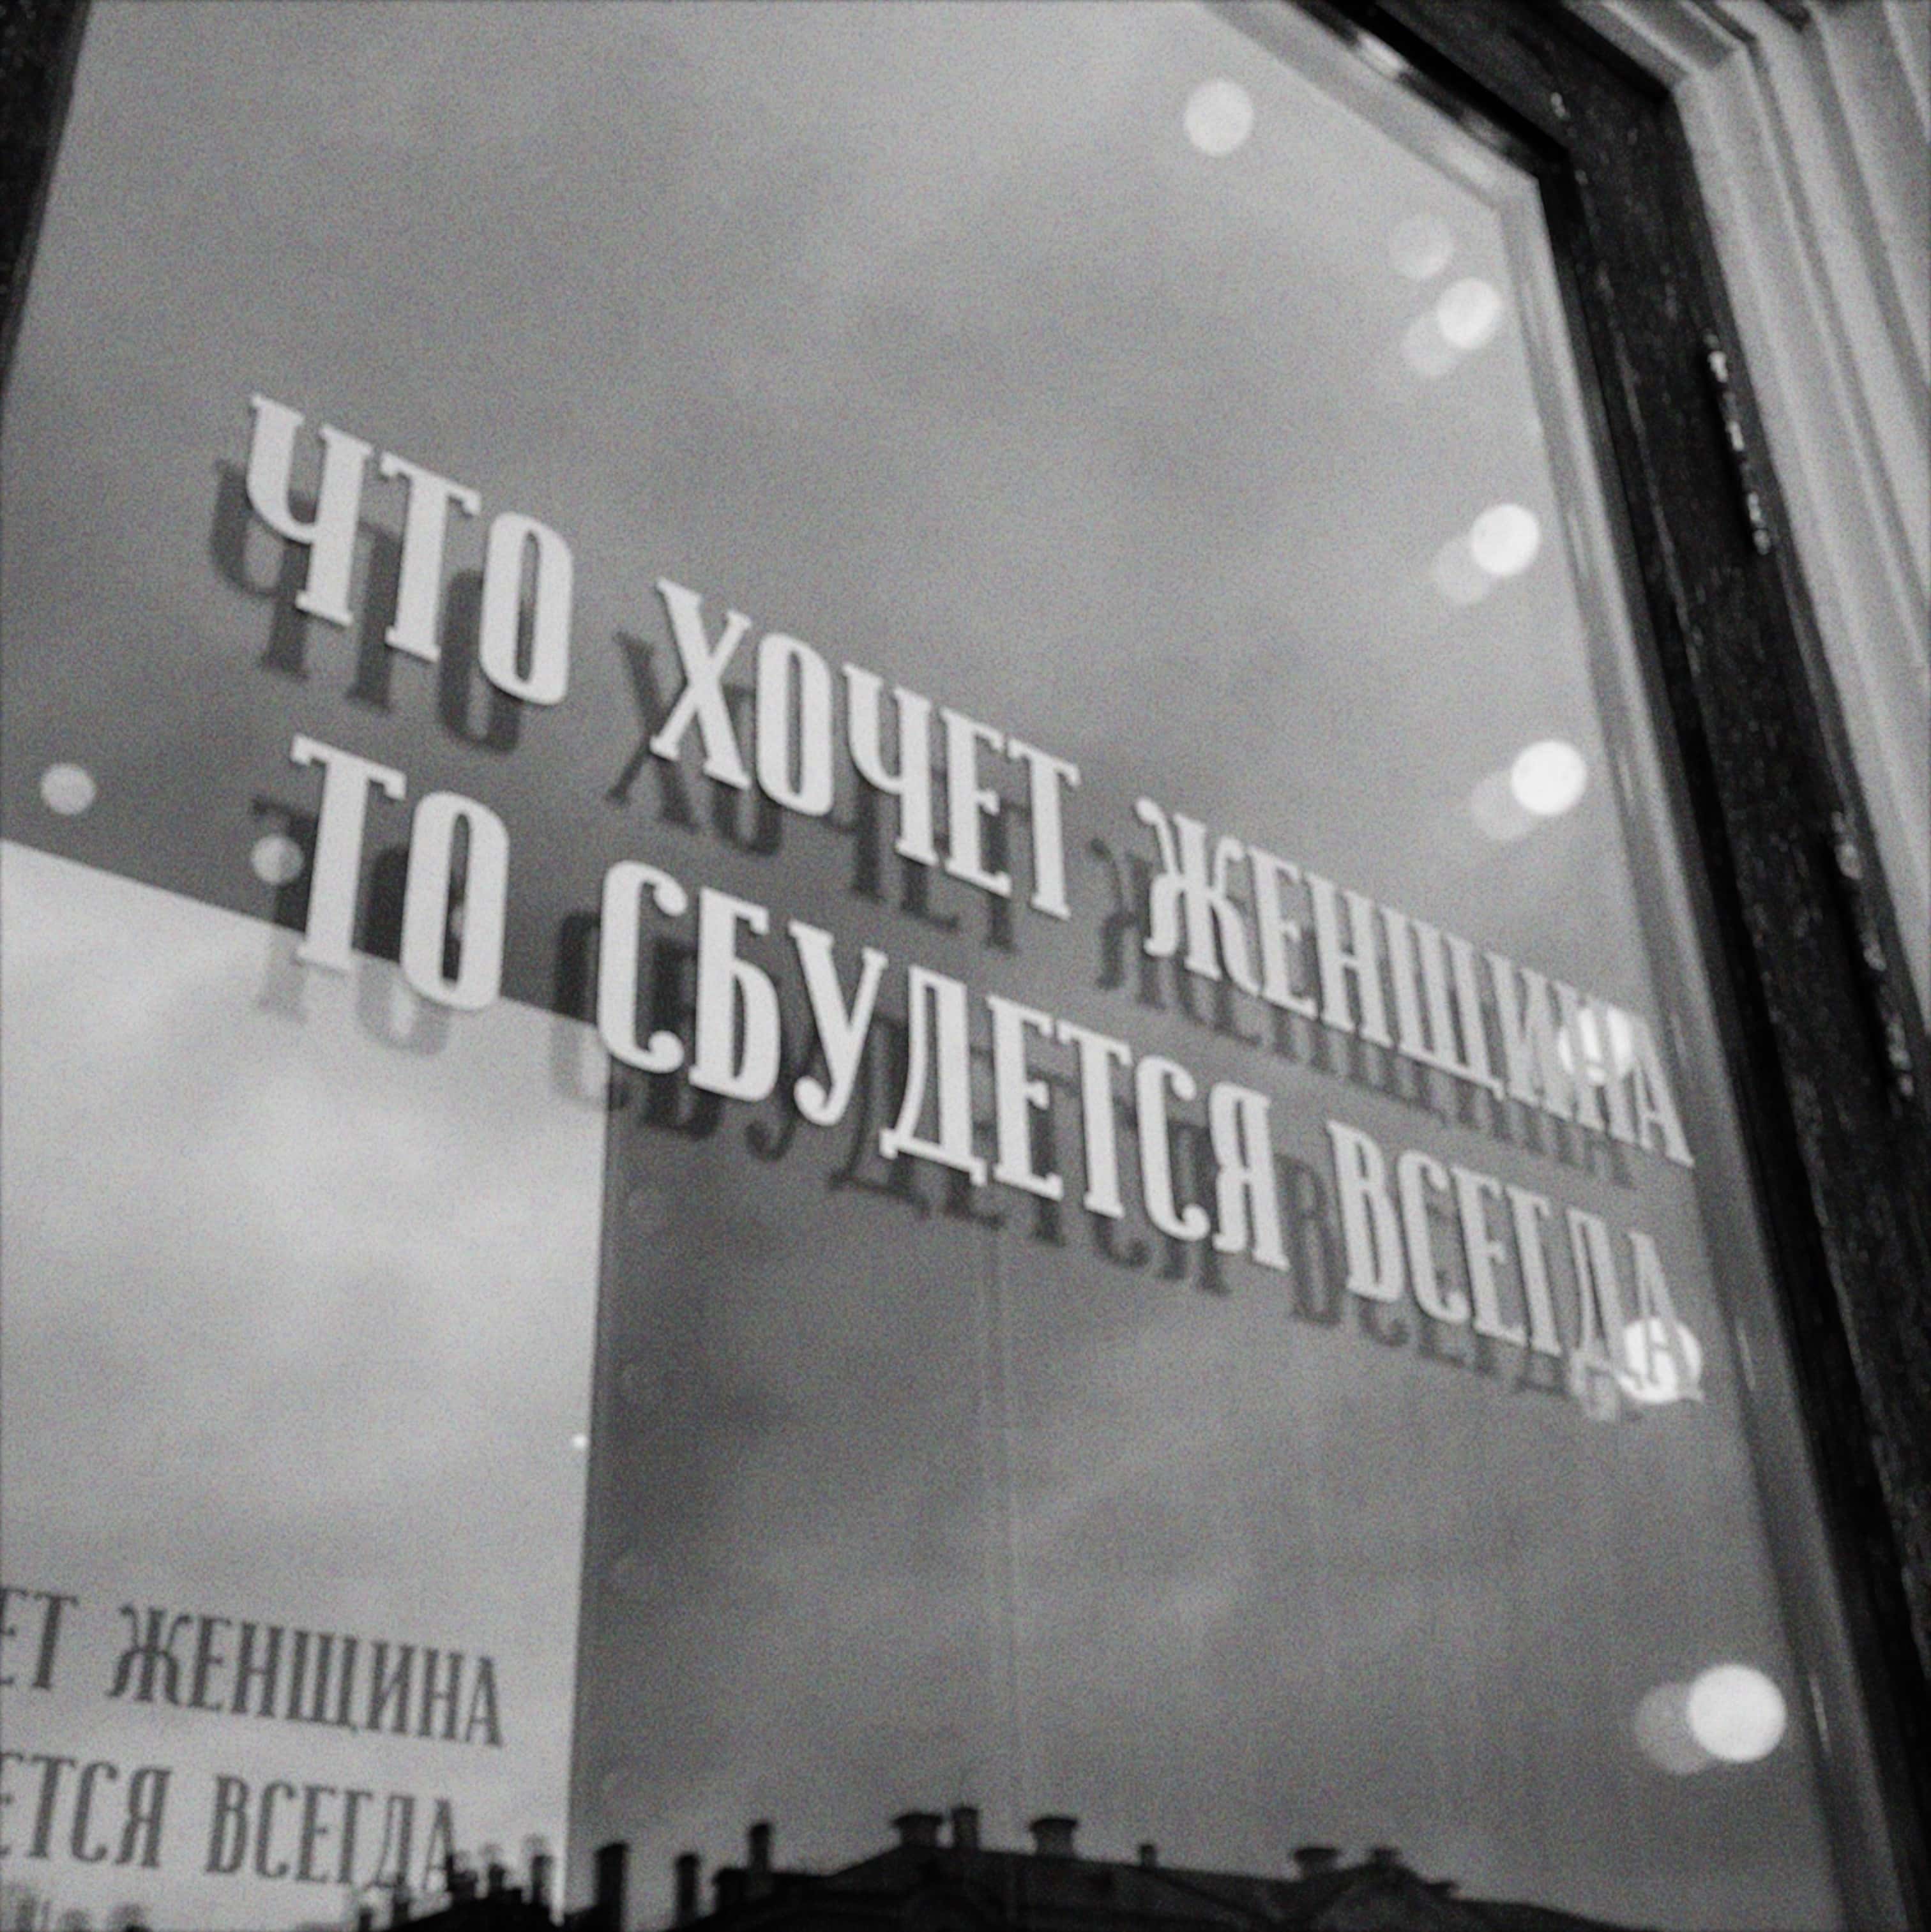 ЧТО ХОЧЕТ ЖЕНЩИНА
ТО СБУДЕТСЯ ВСЕГДА
ЕТ ЖЕНЩИНА
ЕТСЯ ВСЕГДА